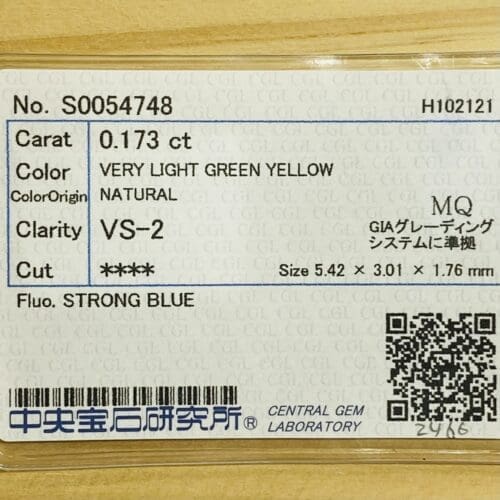 No. S0054748
H102121
Carat 0.173 ct
Color VERY LIGHT GREEN YELLOW
ColorOrigin NATURAL
MQ
Clarity VS-2
GIAグレーディング
システムに準拠
Cut ****
Size 5.42 × 3.01 × 1.76 mm
Fluo. STRONG BLUE
中央宝石研究所® CENTRAL GEM
LABORATORY
2466